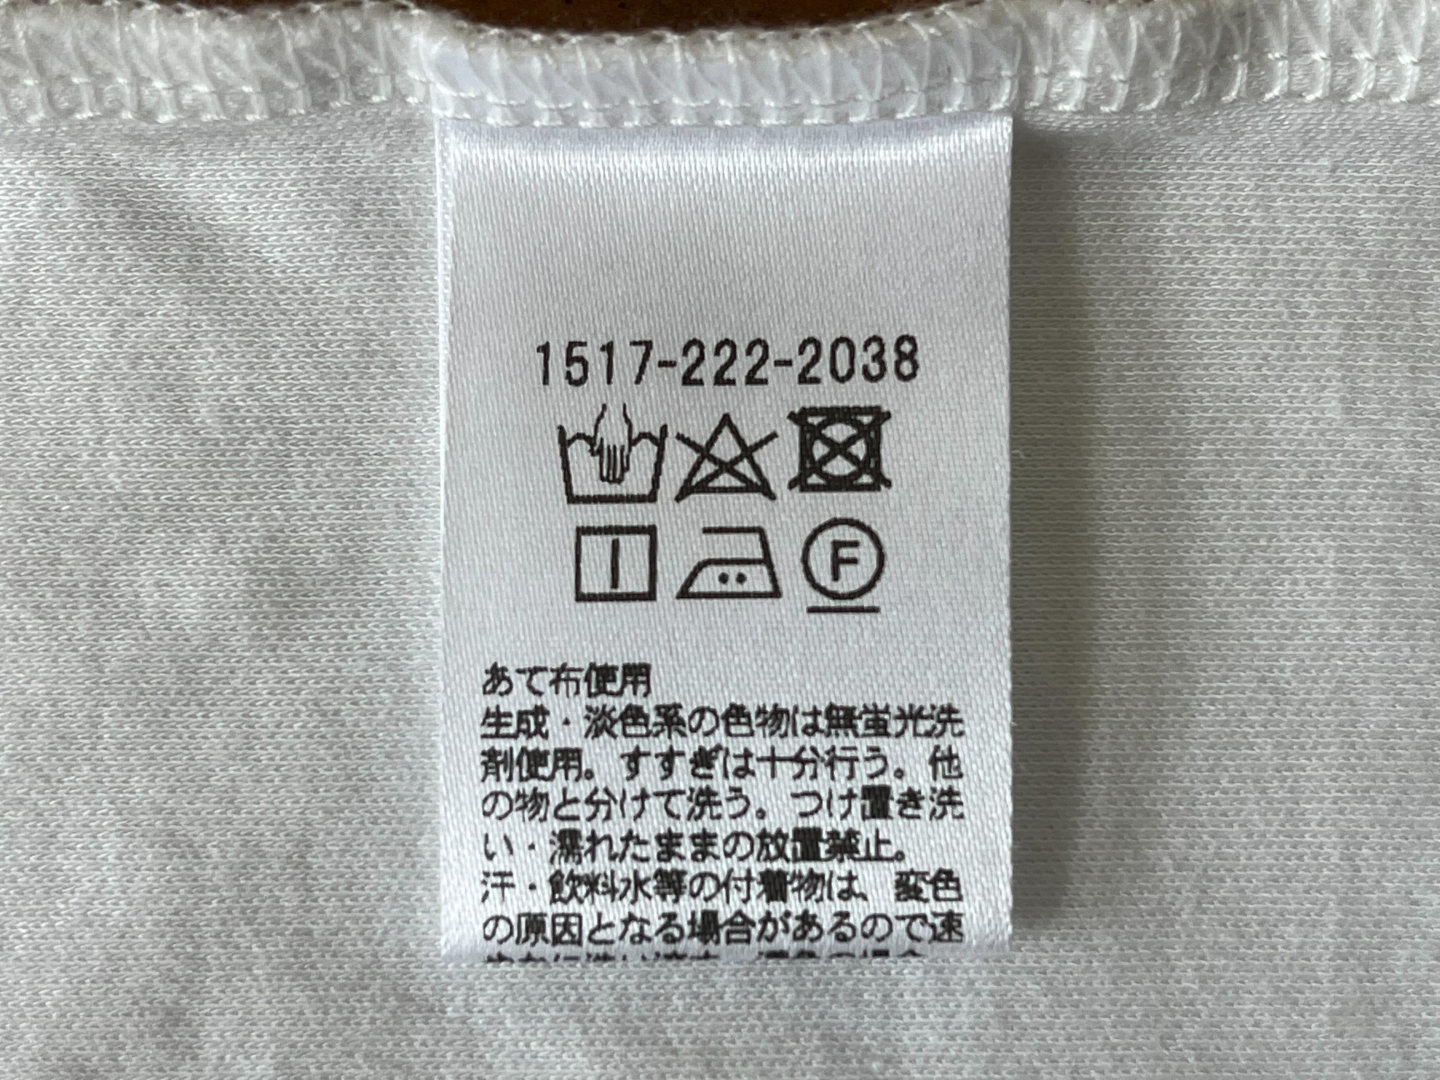 1517-222-2038
F
あて布使用
生成・淡色系の色物は無蛍光洗
剤使用。すすぎは十分行う。他
の物と分けて洗う。つけ置き洗
い・濡れたままの放置禁止。
汗・飲料水等の付着物は、変色
の原因となる場合があるので速